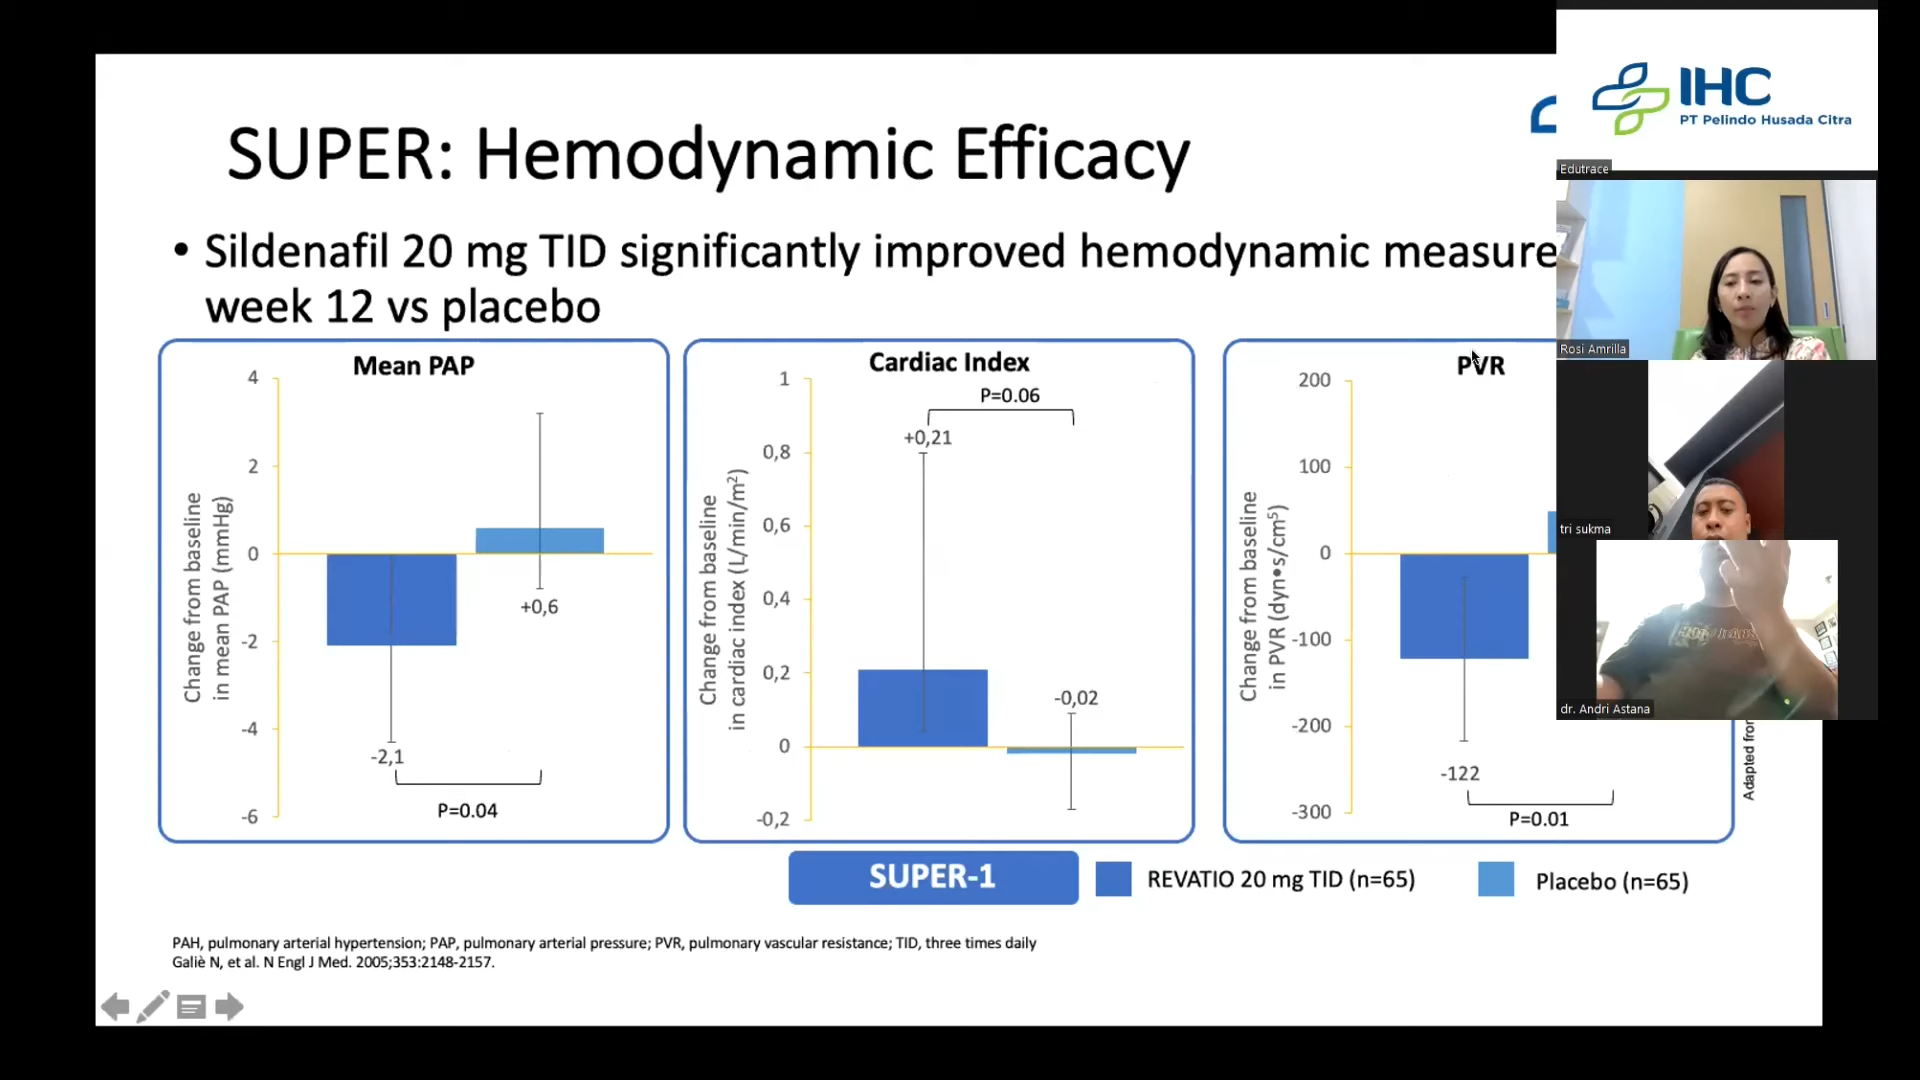 SUPER: Hemodynamic Efficacy
IHC
PT Pelindo Husada Citra
Edutrace
• Sildenafil 20 mg TID significantly improved hemodynamic measure
week 12 vs placebo
Rosi Amrilla
tri sukma
dr. Andri Astana
Mean PAP
Change from baseline
in mean PAP (mmHg)
4
2
0
-2
-4
-6
+0,6
-2,1
P=0.04
Cardiac Index
Change from baseline
in cardiac index (L/min/m²)
1
0,8
0,6
0,4
0,2
0
-0,2
P=0.06
+0,21
-0,02
PVR
Change from baseline
in PVR (dyn•s/cm⁵)
200
100
0
-100
-200
-300
-122
P=0.01
Adapted from
SUPER-1
REVATIO 20 mg TID (n=65)
Placebo (n=65)
PAH, pulmonary arterial hypertension; PAP, pulmonary arterial pressure; PVR, pulmonary vascular resistance; TID, three times daily
Galiè N, et al. N Engl J Med. 2005;353:2148-2157.